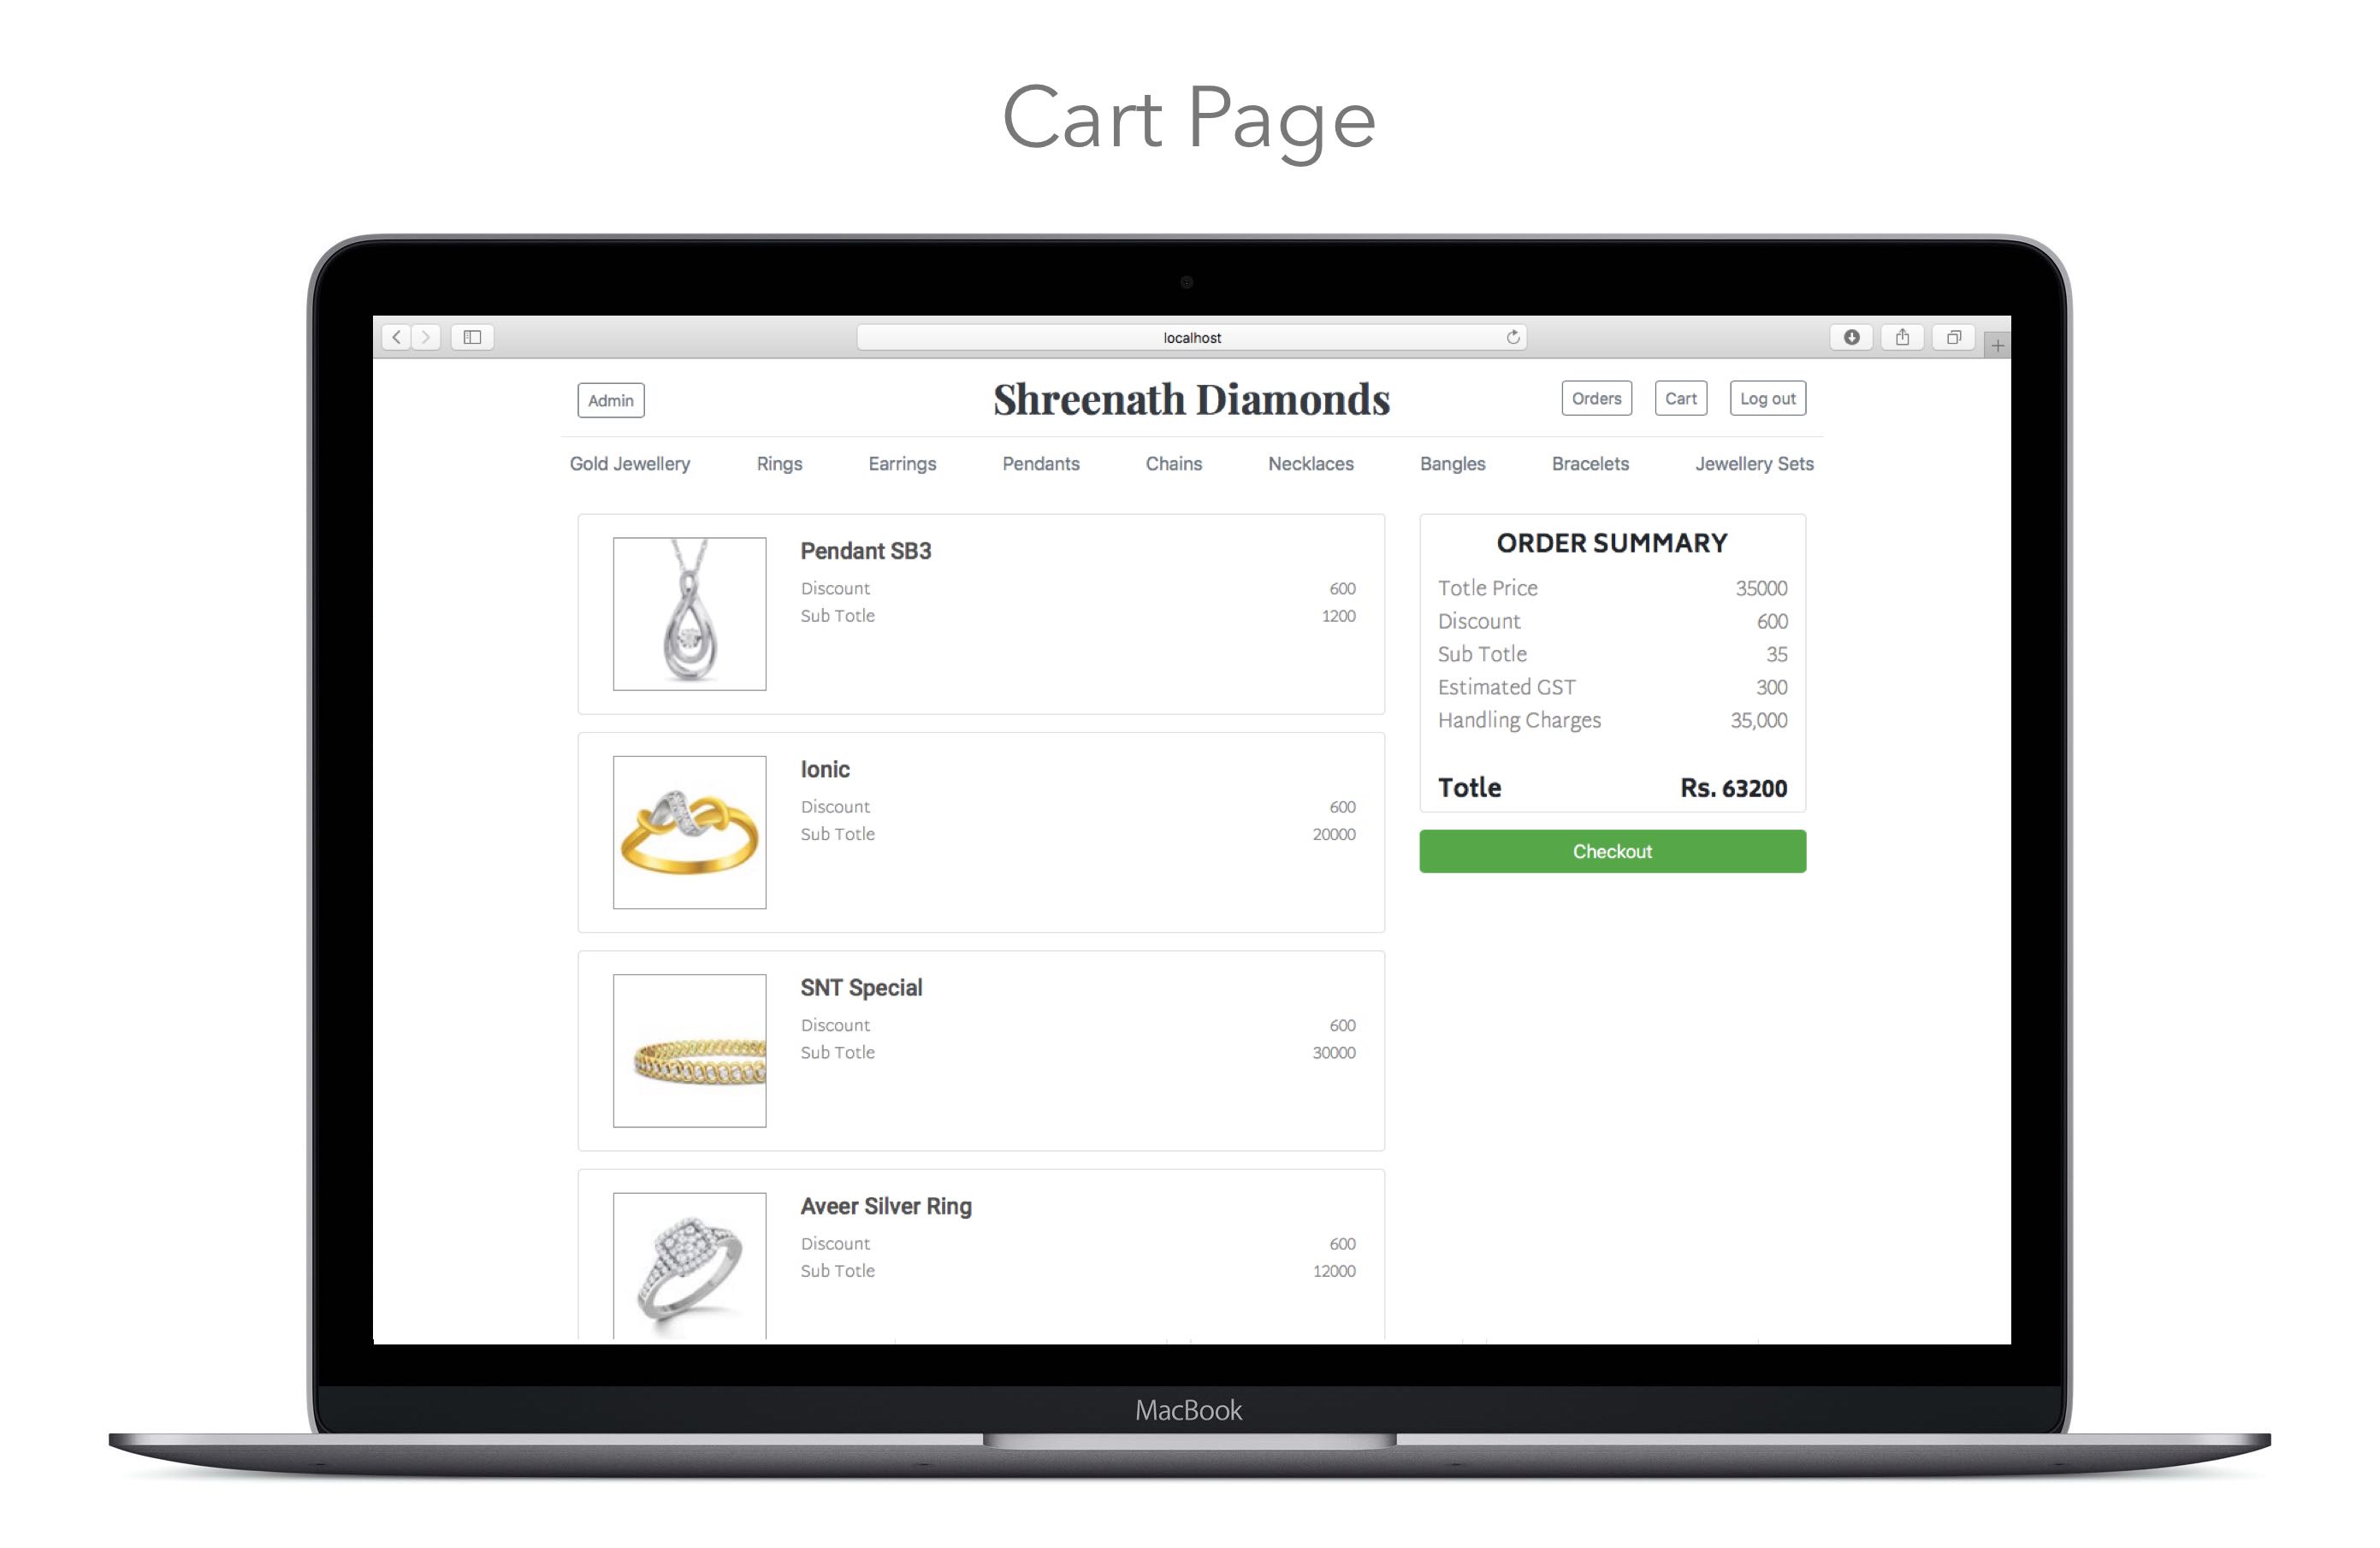 Cart Page
localhost
Admin
Shreenath Diamonds
Orders
Cart
Log out
Gold Jewellery
Rings
Earrings
Pendants
Chains
Necklaces
Bangles
Bracelets
Jewellery Sets
Pendant SB3
Discount 600
Sub Totle 1200
Ionic
Discount 600
Sub Totle 20000
SNT Special
Discount 600
Sub Totle 30000
Aveer Silver Ring
Discount 600
Sub Totle 12000
ORDER SUMMARY
Totle Price 35000
Discount 600
Sub Totle 35
Estimated GST 300
Handling Charges 35,000
Totle Rs. 63200
Checkout
MacBook